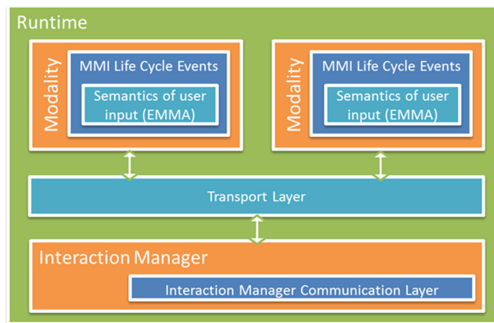 Runtime
Modality
MMI Life Cycle Events
Semantics of user
input (EMMA)
Modality
MMI Life Cycle Events
Semantics of user
input (EMMA)
Transport Layer
Interaction Manager
Interaction Manager Communication Layer